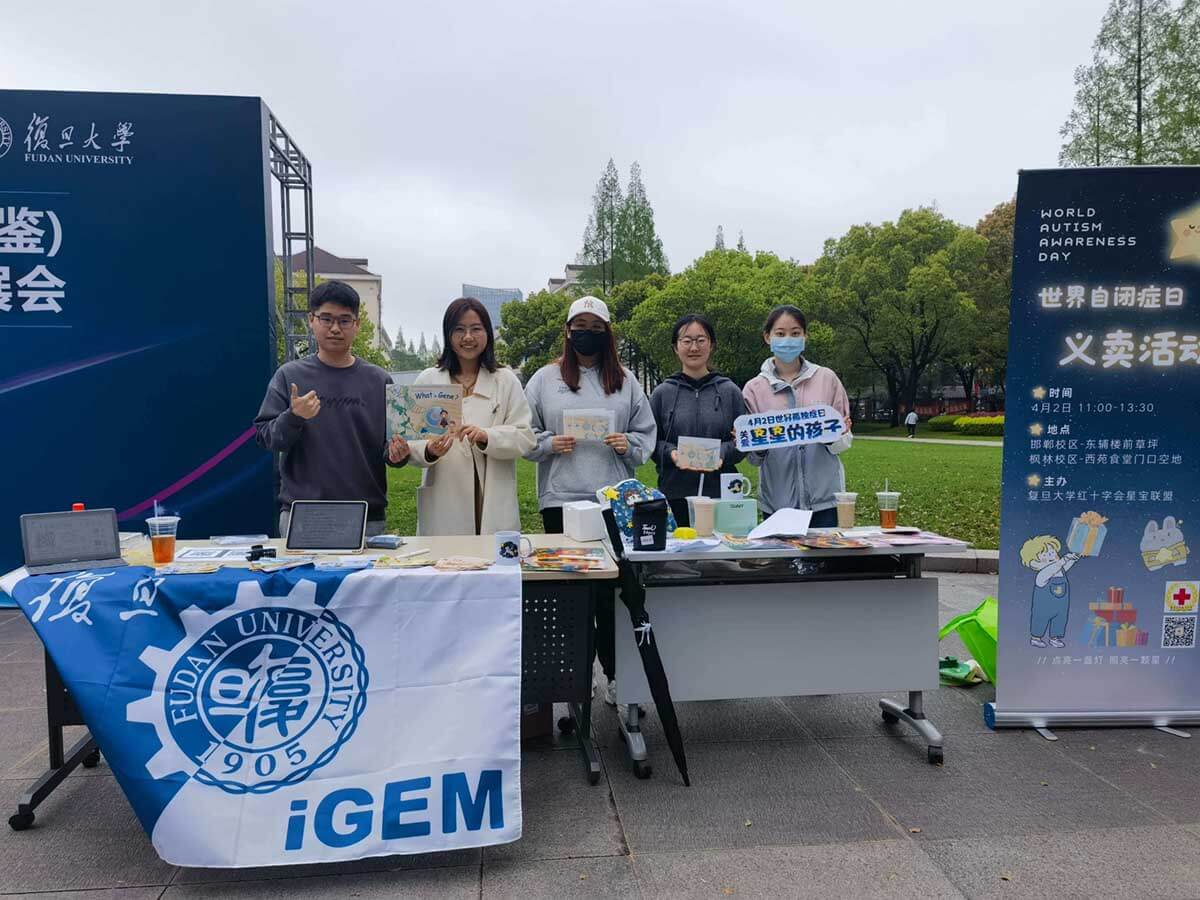 復旦大學
FUDAN UNIVERSITY
鉴)
展会
What is Gene?
4月2日世界孤独症日
关爱星星的孩子
復旦
FUDAN UNIVERSITY
復旦
1905
iGEM
WORLD
AUTISM
AWARENESS
DAY
世界自闭症日
义卖活动
时间
4月2日 11:00-13:30
地点
邯郸校区-东辅楼前草坪
枫林校区-西苑食堂门口空地
主办
复旦大学红十字会星宝联盟
// 点亮一盏灯 照亮一颗星 //